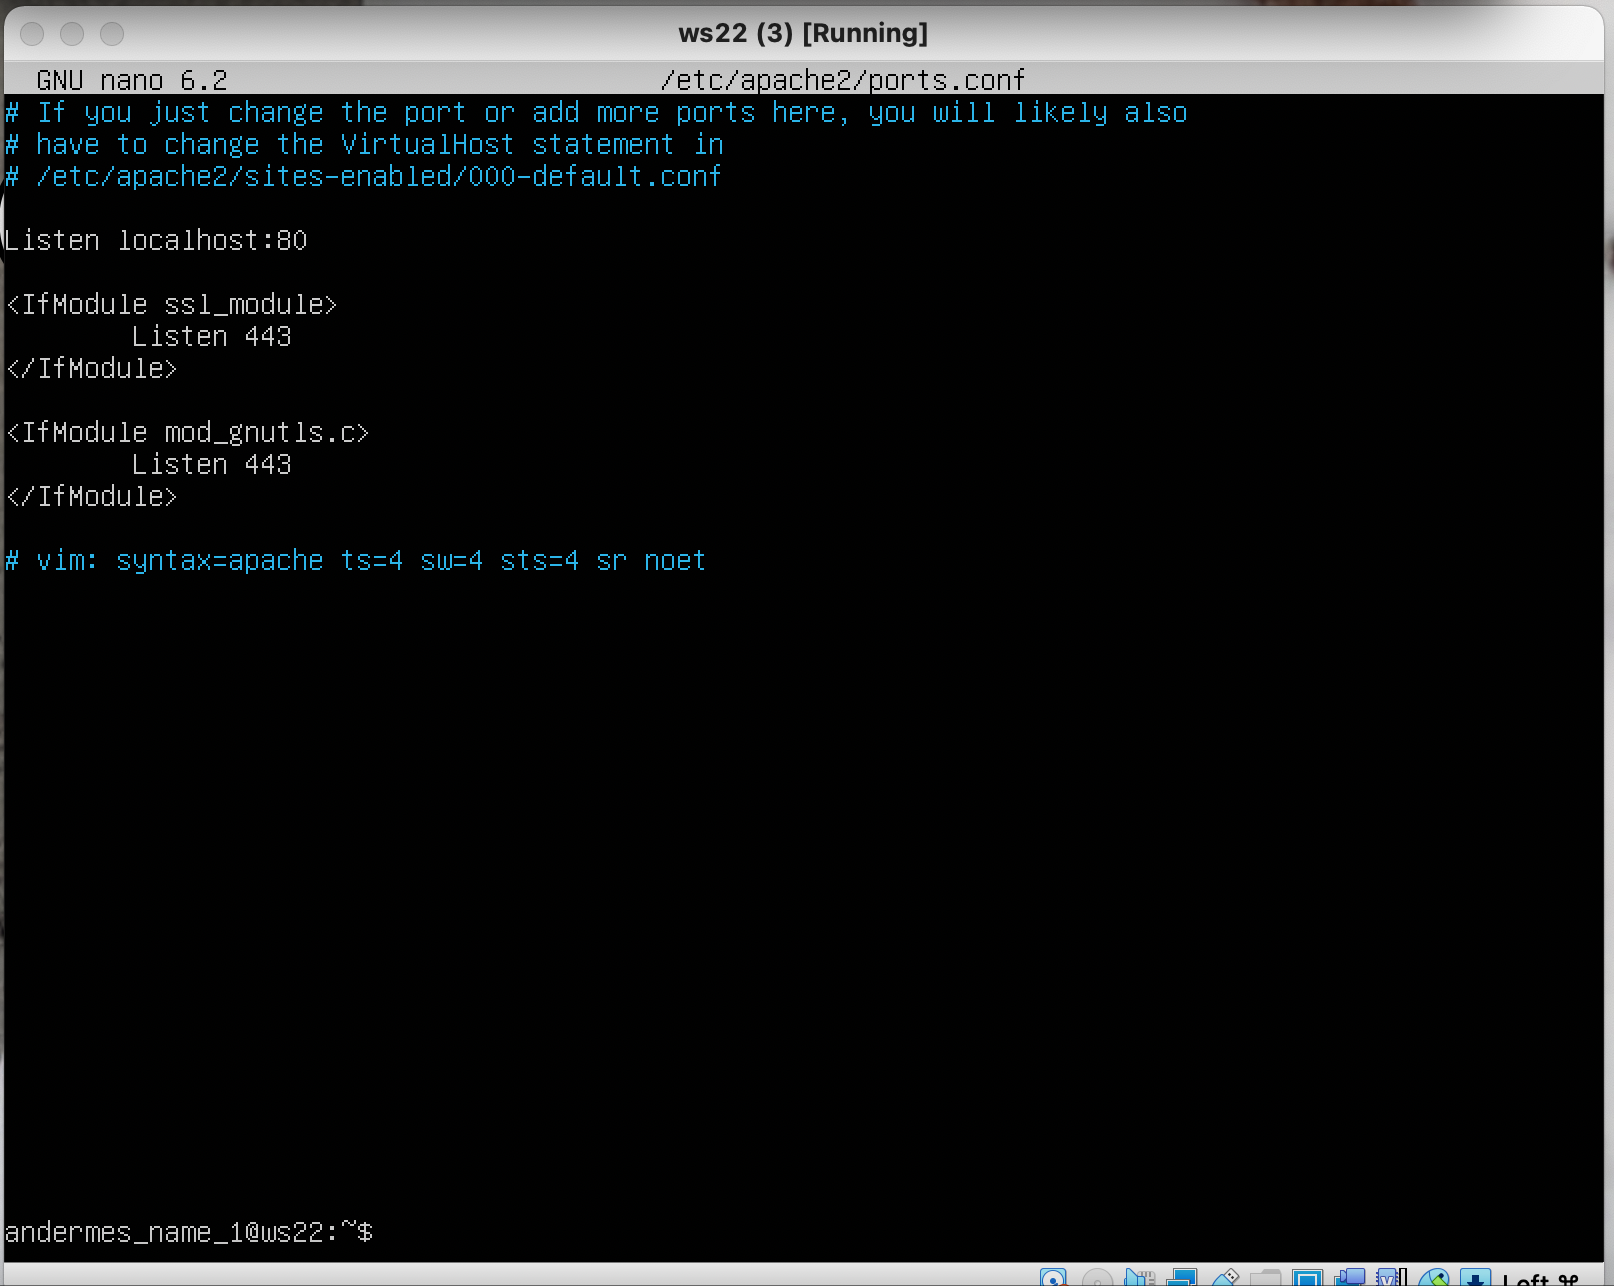 ws22 (3) [Running]
GNU nano 6.2 /etc/apache2/ports.conf
# If you just change the port or add more ports here, you will likely also
# have to change the VirtualHost statement in
# /etc/apache2/sites-enabled/000-default.conf
Listen localhost:80
<IfModule ssl_module>
Listen 443
</IfModule>
<IfModule mod_gnutls.c>
Listen 443
</IfModule>
# vim: syntax=apache ts=4 sw=4 sts=4 sr noet
andermes_name_1@ws22:~$
Left ⌘